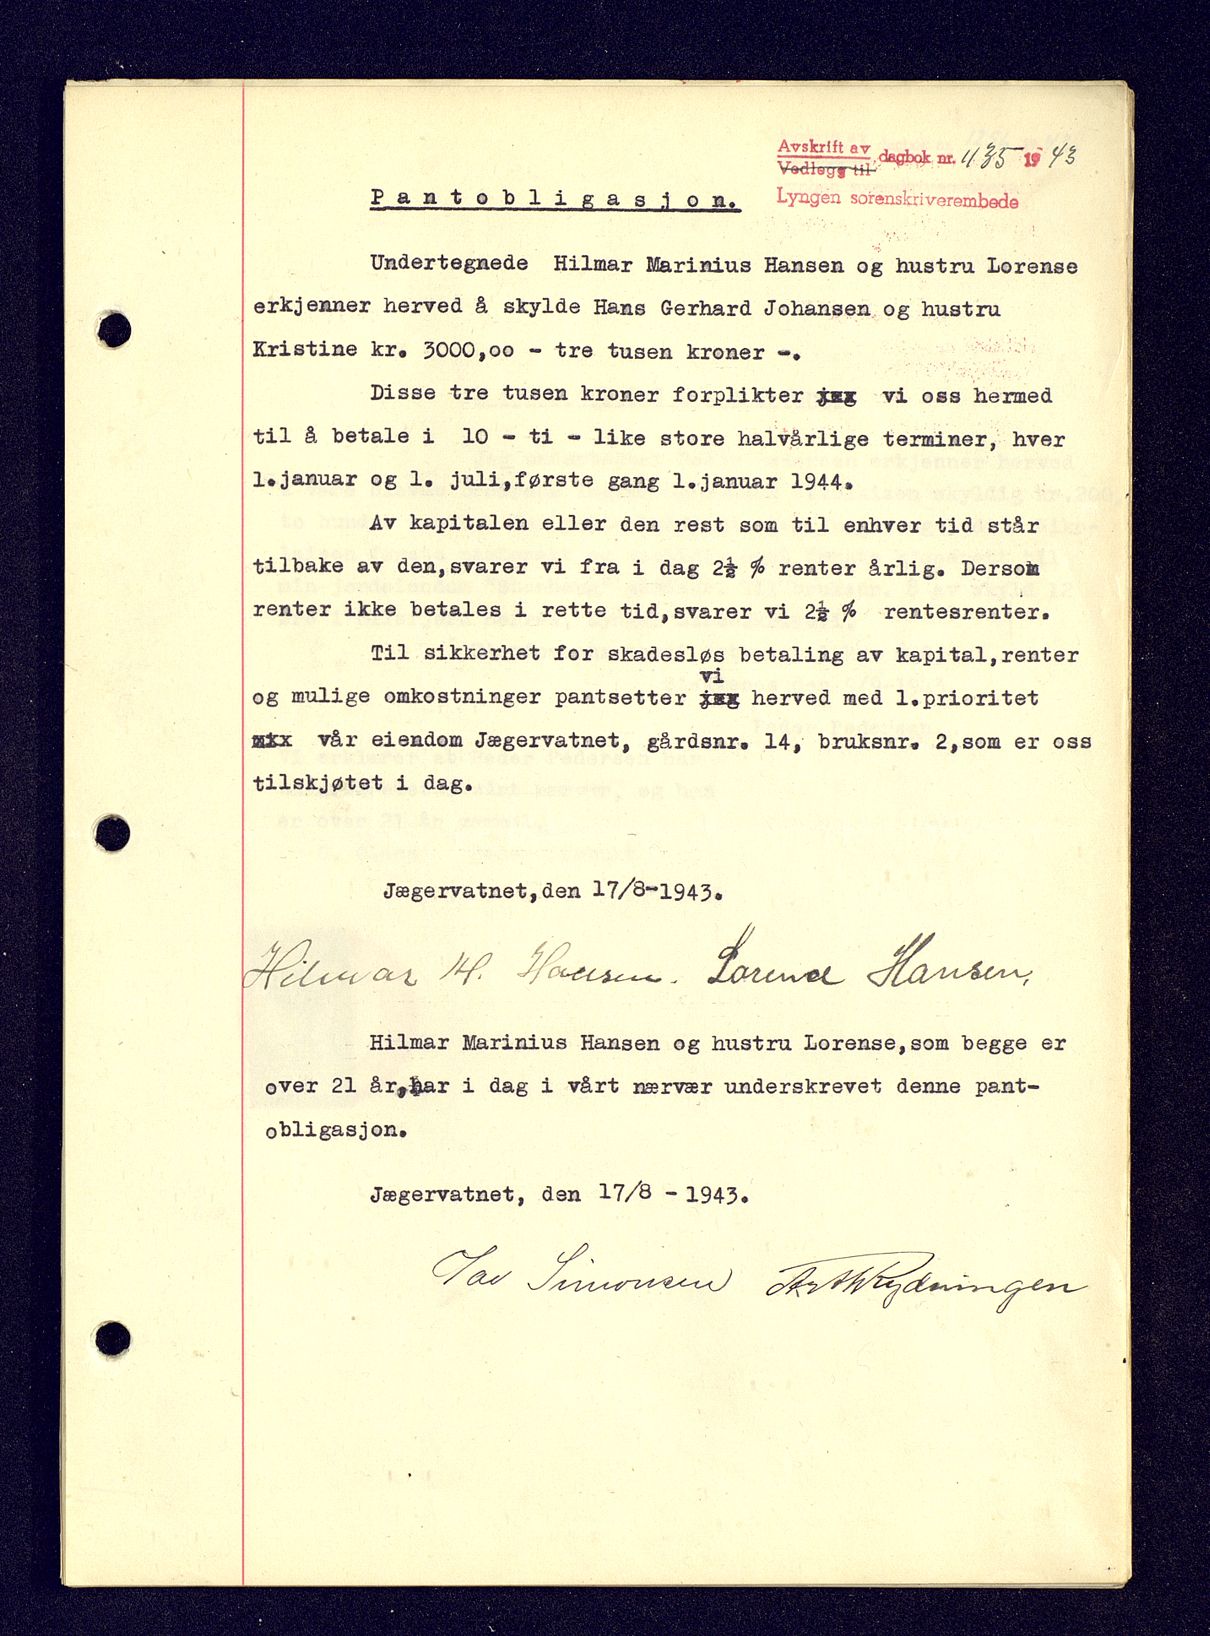 Avskrift av
Vedlegg til dagbok nr. 435 1943
Lyngen sorenskriverembede
Pantobligasjon.
Undertegnede Hilmar Marinius Hansen og hustru Lorense
erkjenner herved å skylde Hans Gerhard Johansen og hustru
Kristine kr. 3000,oo - tre tusen kroner -.
Disse tre tusen kroner forplikter jeg vi oss hermed
til å betale i 10 - ti - like store halvårlige terminer, hver
1.januar og 1. juli,første gang 1.januar 1944.
Av kapitalen eller den rest som til enhver tid står
tilbake av den,svarer vi fra i dag 2½ % renter årlig. Dersom
renter ikke betales i rette tid,svarer vi 2½ % rentesrenter.
Til sikkerhet for skadesløs betaling av kapital,renter
vi
og mulige omkostninger pantsetter jeg herved med 1.prioritet
vår eiendom Jægervatnet, gårdsnr. 14, bruksnr. 2,som er oss
tilskjøtet i dag.
Jægervatnet,den 17/8-1943.
Hilmar M. Hansen. Lorense Hansen.
Hilmar Marinius Hansen og hustru Lorense,som begge er
over 21 år,har i dag i vårt nærvær underskrevet denne pant-
obligasjon.
Jægervatnet, den 17/8 - 1943.
Simonsen Rydningen